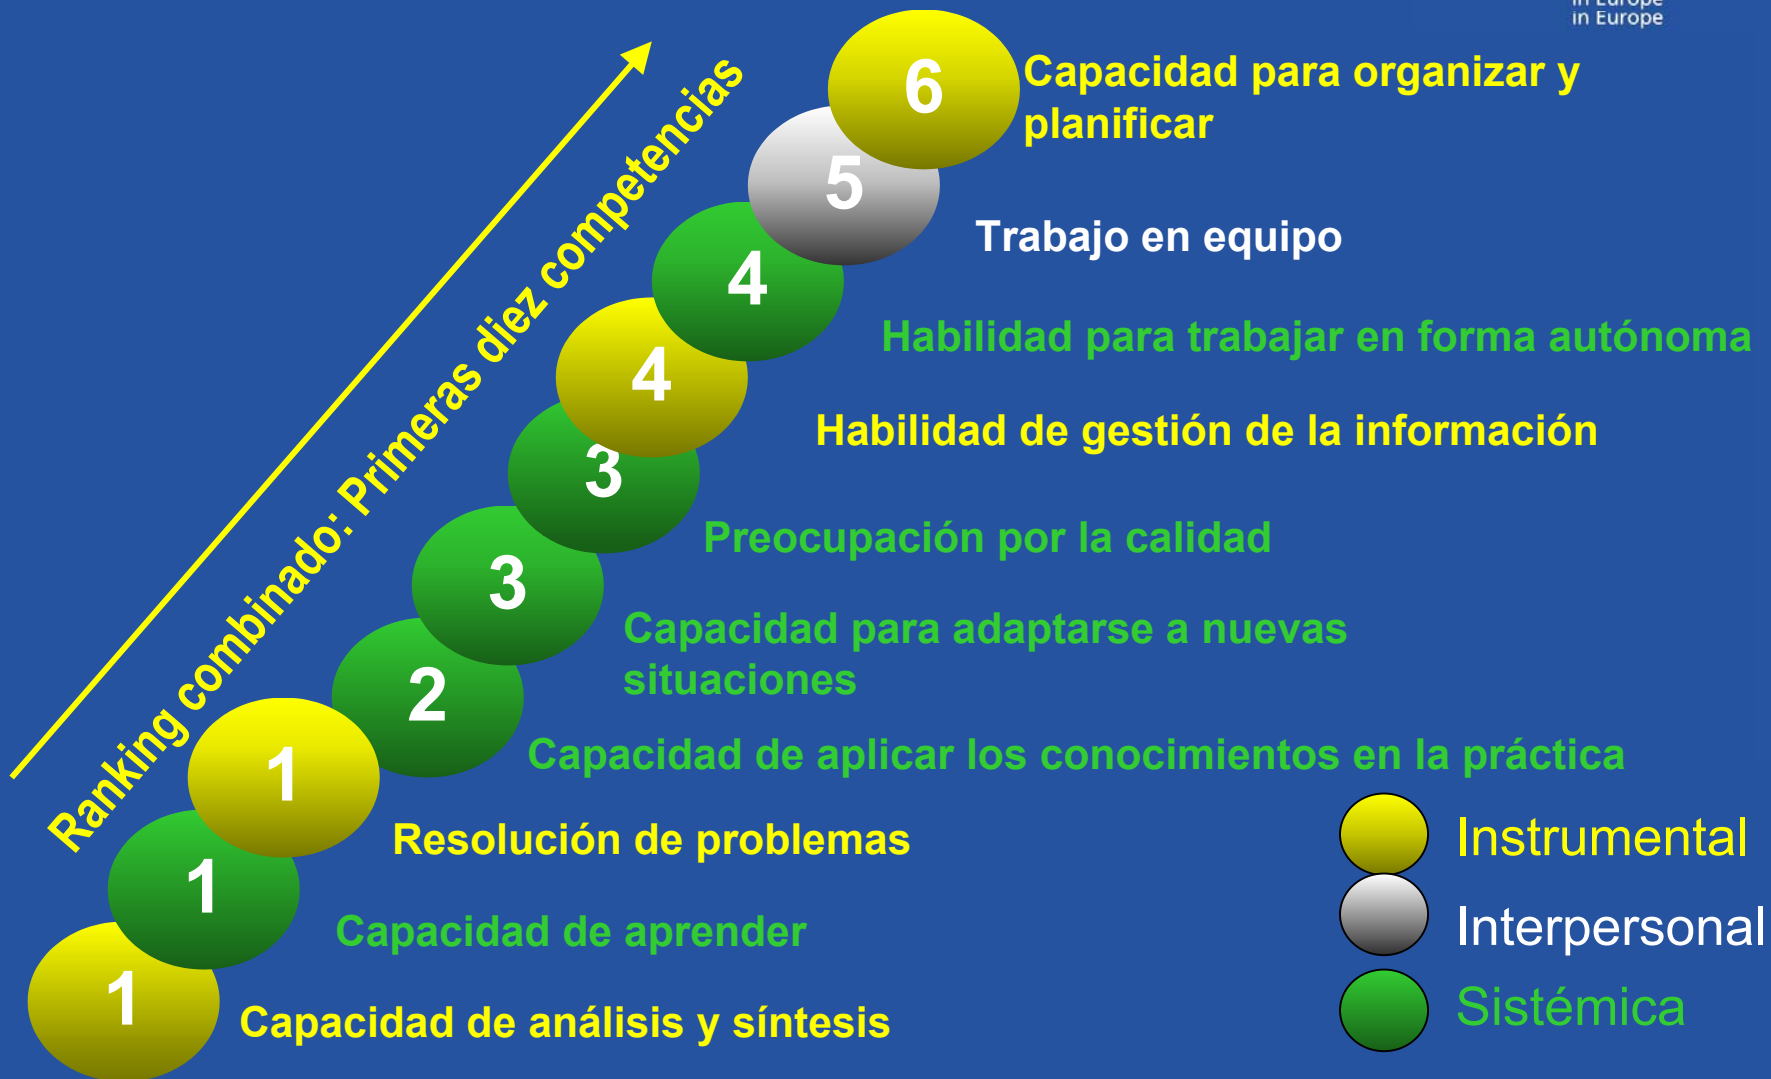 in Europe
in Europe
Ranking combinado: Primeras diez competencias
6
Capacidad para organizar y
planificar
5
Trabajo en equipo
4
Habilidad para trabajar en forma autónoma
4
Habilidad de gestión de la información
3
Preocupación por la calidad
3
Capacidad para adaptarse a nuevas
situaciones
2
Capacidad de aplicar los conocimientos en la práctica
1
Resolución de problemas
1
Capacidad de aprender
1
Capacidad de análisis y síntesis
Instrumental
Interpersonal
Sistémica